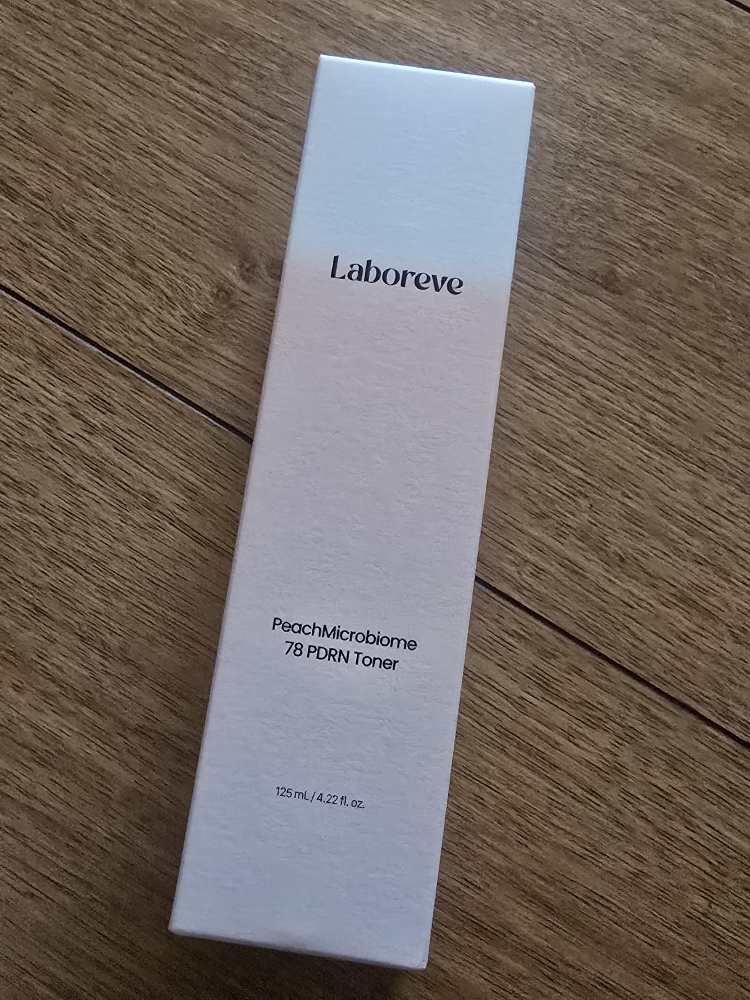 Laboreve
PeachMicrobiome
78 PDRN Toner
125 mL / 4.22 fl. oz.